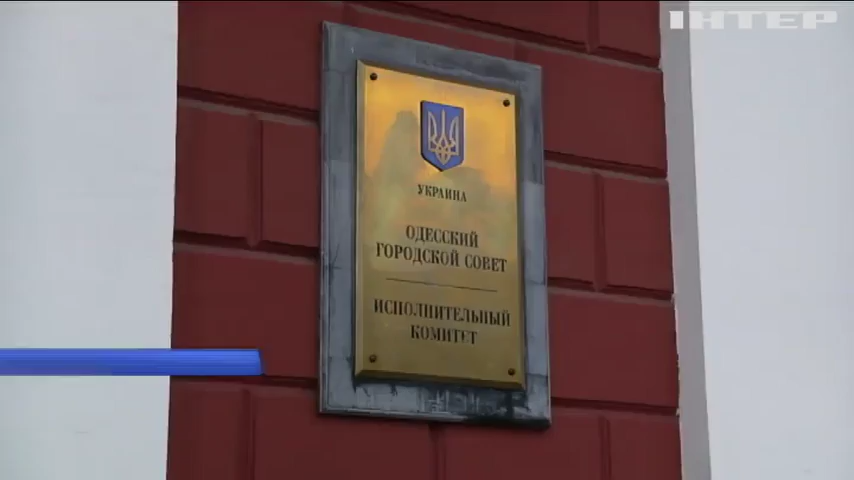 ІНТЕР
УКРАИНА
ОДЕССКИЙ
ГОРОДСКОЙ СОВЕТ
ИСПОЛНИТЕЛЬНЫЙ
КОМИТЕТ